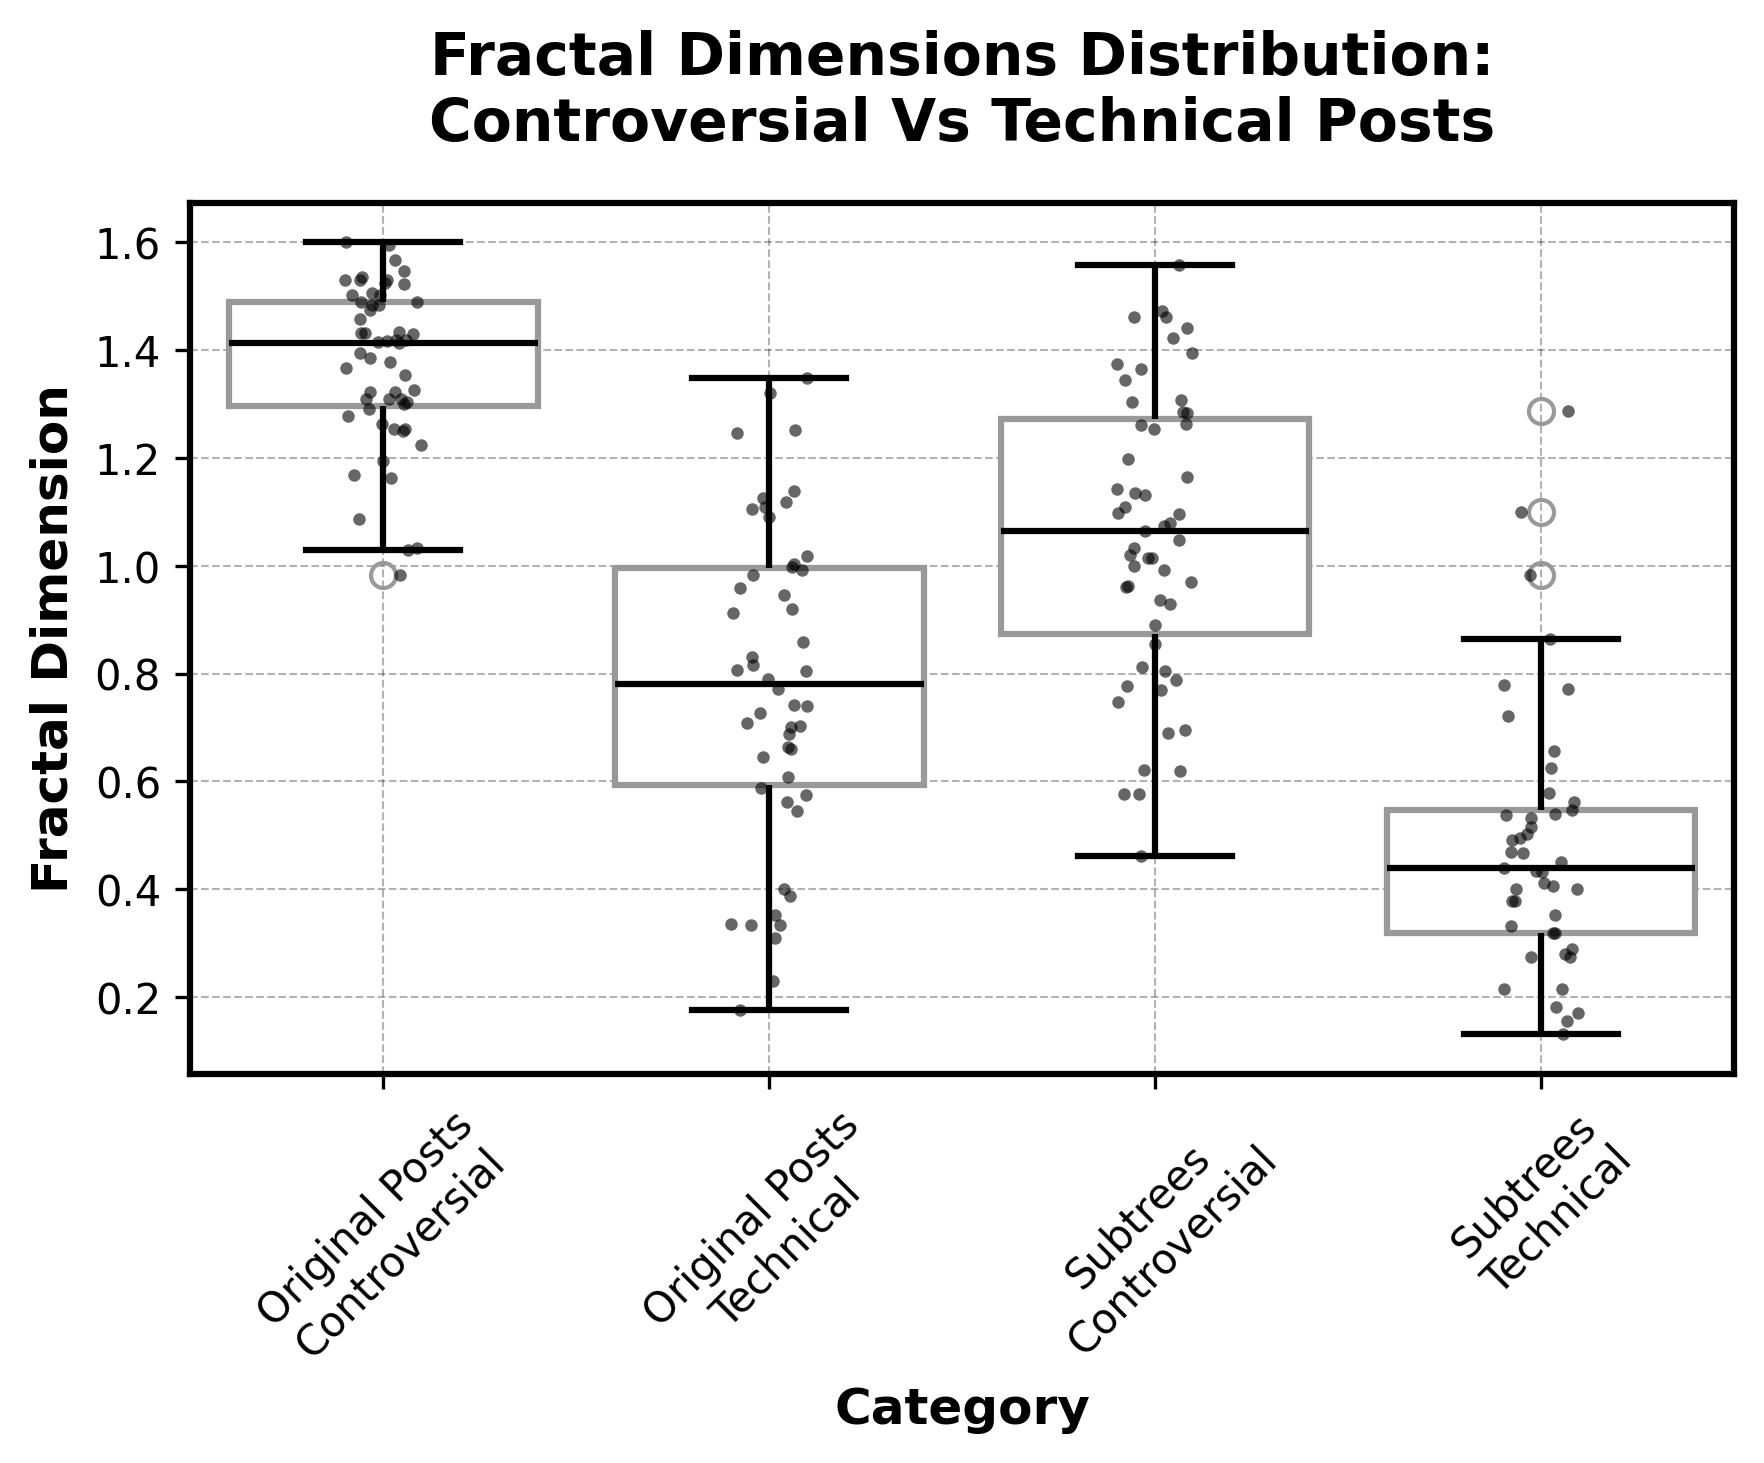 Fractal Dimensions Distribution:
Controversial Vs Technical Posts
Fractal Dimension
1.6
1.4
1.2
1.0
0.8
0.6
0.4
0.2
Original Posts
Controversial
Original Posts
Technical
Subtrees
Controversial
Subtrees
Technical
Category